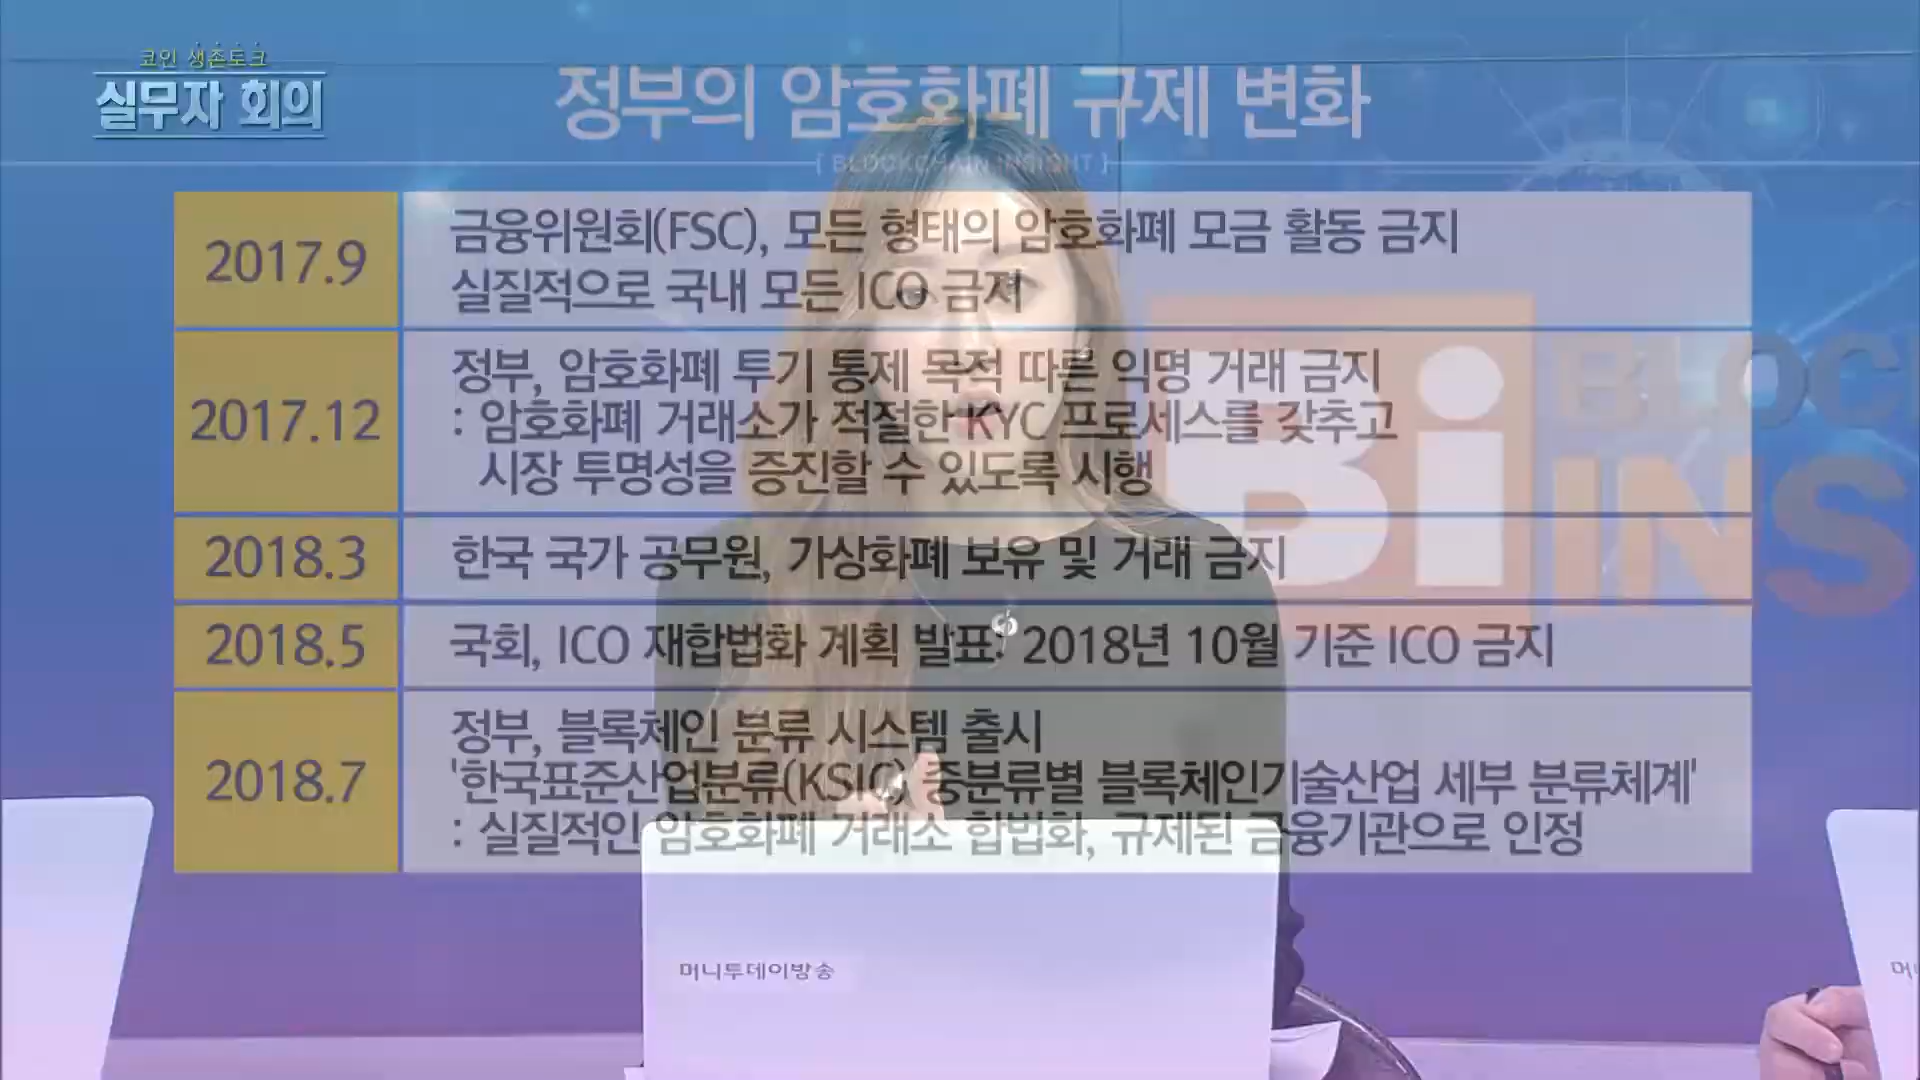 코인 생존토크
실무자 회의
정부의 암호화폐 규제 변화
{ BLOCKCHAIN INSIGHT }
2017.9
금융위원회(FSC), 모든 형태의 암호화폐 모금 활동 금지
실질적으로 국내 모든 ICO 금지
2017.12
정부, 암호화폐 투기 통제 목적 따른 익명 거래 금지
: 암호화폐 거래소가 적절한 KYC 프로세스를 갖추고
시장 투명성을 증진할 수 있도록 시행
2018.3
한국 국가 공무원, 가상화폐 보유 및 거래 금지
2018.5
국회, ICO 재합법화 계획 발표: 2018년 10월 기준 ICO 금지
2018.7
정부, 블록체인 분류 시스템 출시
'한국표준산업분류(KSIC) 중분류별 블록체인기술산업 세부 분류체계'
: 실질적인 암호화폐 거래소 합법화, 규제된 금융기관으로 인정
Bi
BLOC
INS
머니투데이방송
머니